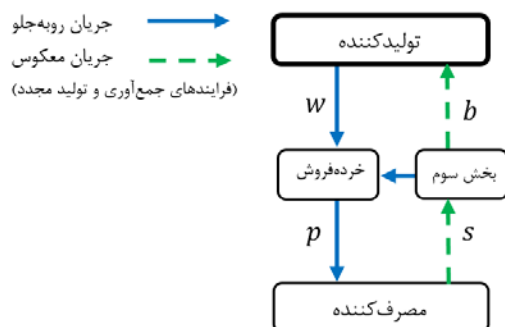 جریان روبه‌جلو
جریان معکوس
(فرایندهای جمع‌آوری و تولید مجدد)
تولیدکننده
w
b
خرده‌فروش
بخش سوم
p
s
مصرف‌کننده